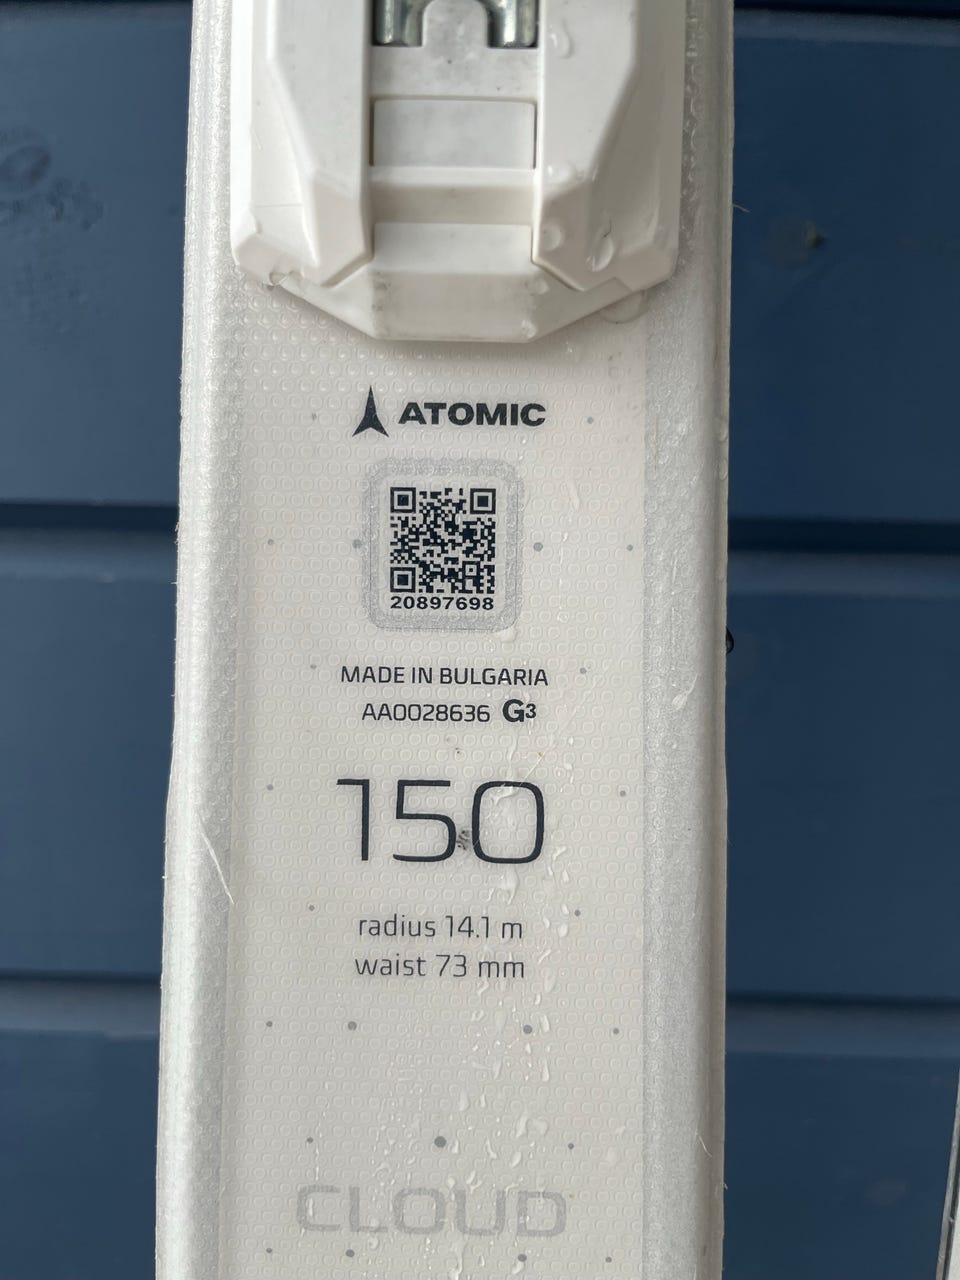 ATOMIC
20897698
MADE IN BULGARIA
AA0028636 G3
150
radius 14.1 m
waist 73 mm
CLOUD